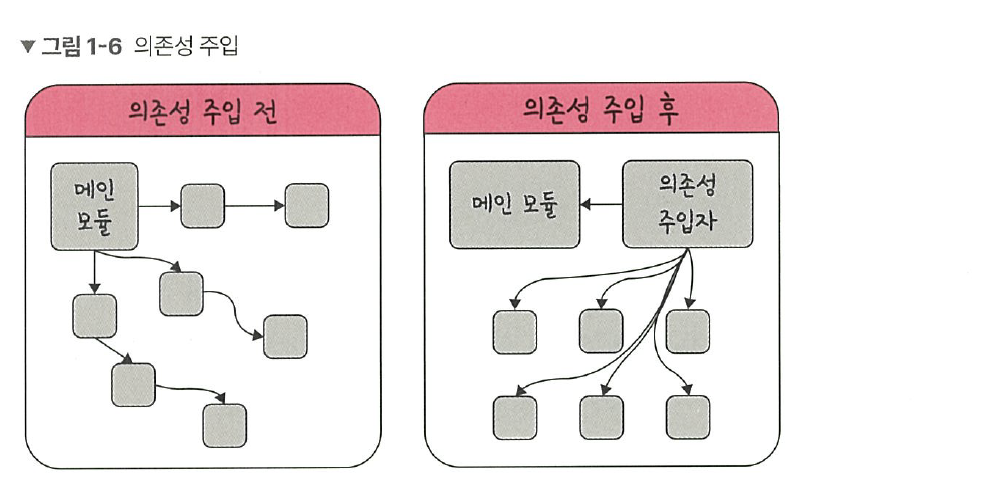 ▼ 그림 1-6 의존성 주입
의존성 주입 전
메인
모듈
의존성 주입 후
메인 모듈
의존성
주입자